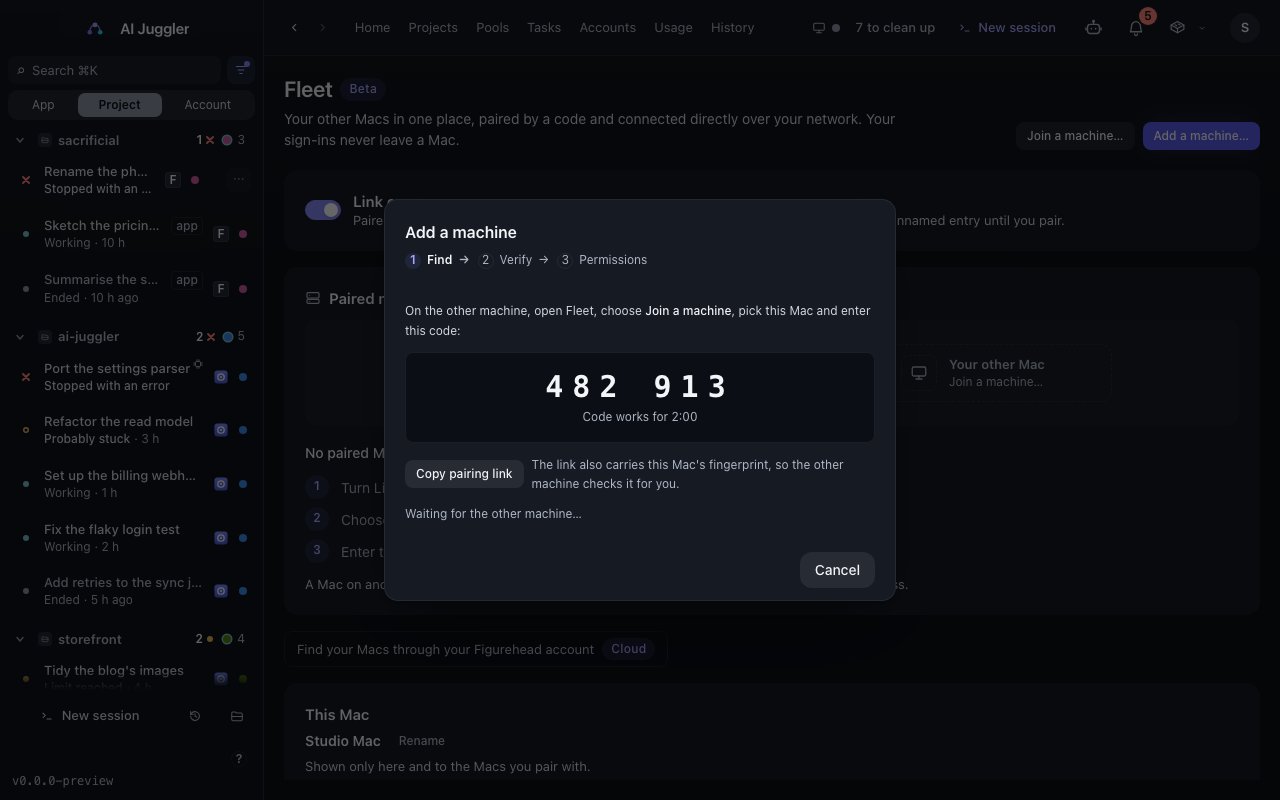 AI Juggler
Search ⌘K
App Project Account
sacrificial 1 3
Rename the ph... F
Stopped with an ...
Sketch the pricin... app F
Working · 10 h
Summarise the s... app F
Ended · 10 h ago
ai-juggler 2 5
Port the settings parser
Stopped with an error
Refactor the read model
Probably stuck · 3 h
Set up the billing webh...
Working · 1 h
Fix the flaky login test
Working · 2 h
Add retries to the sync j...
Ended · 5 h ago
storefront 2 4
Tidy the blog's images
New session
?
v0.0.0-preview
Home Projects Pools Tasks Accounts Usage History 7 to clean up New session 5 S
Fleet Beta
Your other Macs in one place, paired by a code and connected directly over your network. Your
sign-ins never leave a Mac.
Join a machine... Add a machine...
Link
Paire nnamed entry until you pair.
Paired
Your other Mac
Join a machine...
No paired M
1 Turn Li
2 Choose
3 Enter t
A Mac on an s.
Find your Macs through your Figurehead account Cloud
This Mac
Studio Mac Rename
Shown only here and to the Macs you pair with.
Add a machine
1 Find → 2 Verify → 3 Permissions
On the other machine, open Fleet, choose Join a machine, pick this Mac and enter
this code:
482 913
Code works for 2:00
Copy pairing link
The link also carries this Mac's fingerprint, so the other
machine checks it for you.
Waiting for the other machine...
Cancel